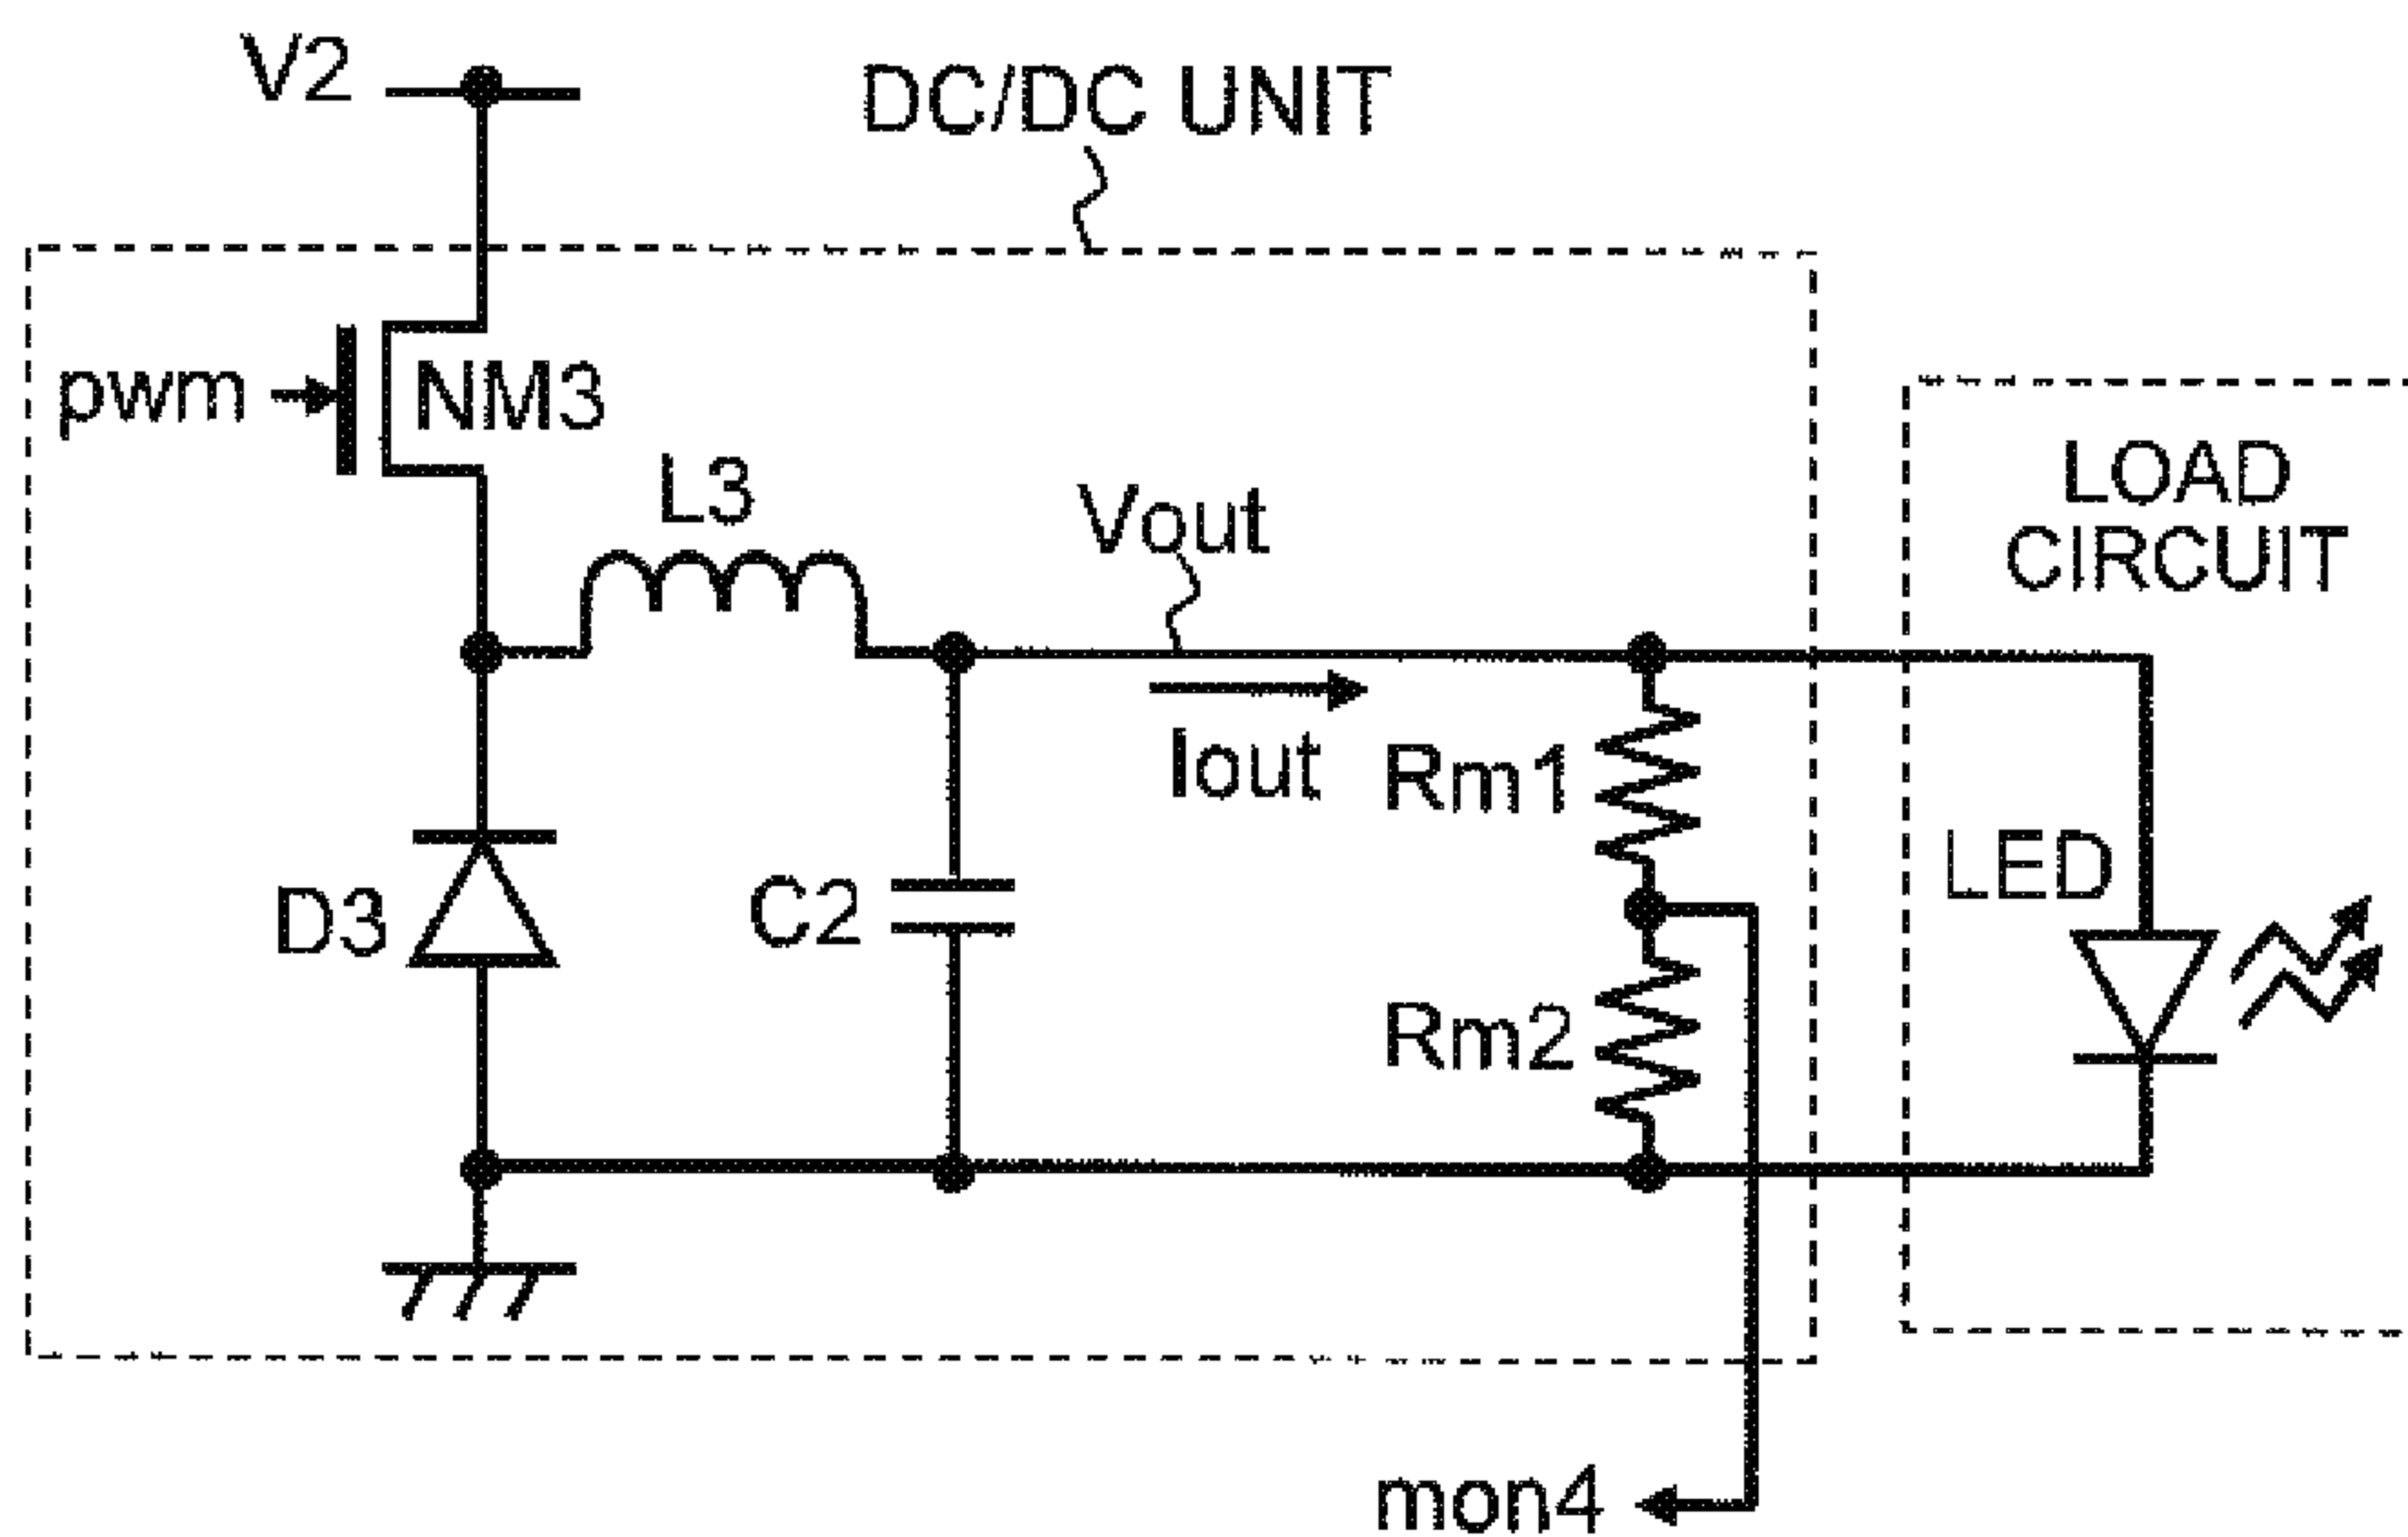 V2
DC/DC UNIT
pwm
NM3
L3
Vout
LOAD
CIRCUIT
Iout
Rm1
LED
D3
C2
Rm2
mon4